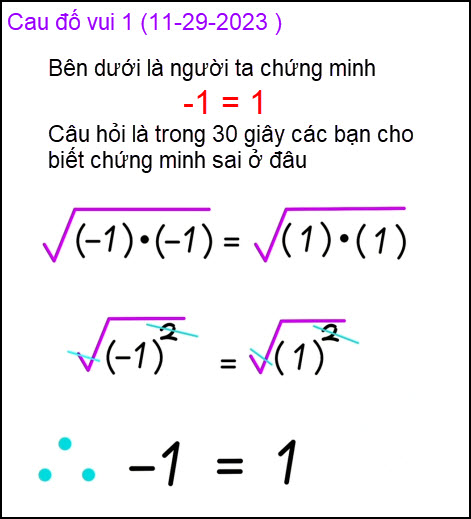 Cau đố vui 1 (11-29-2023 )
Bên dưới là người ta chứng minh
-1 = 1
Câu hỏi là trong 30 giây các bạn cho
biết chứng minh sai ở đâu
√(-1)•(-1) = √(1)•(1)
√(-1)² = √(1)²
∴ -1 = 1